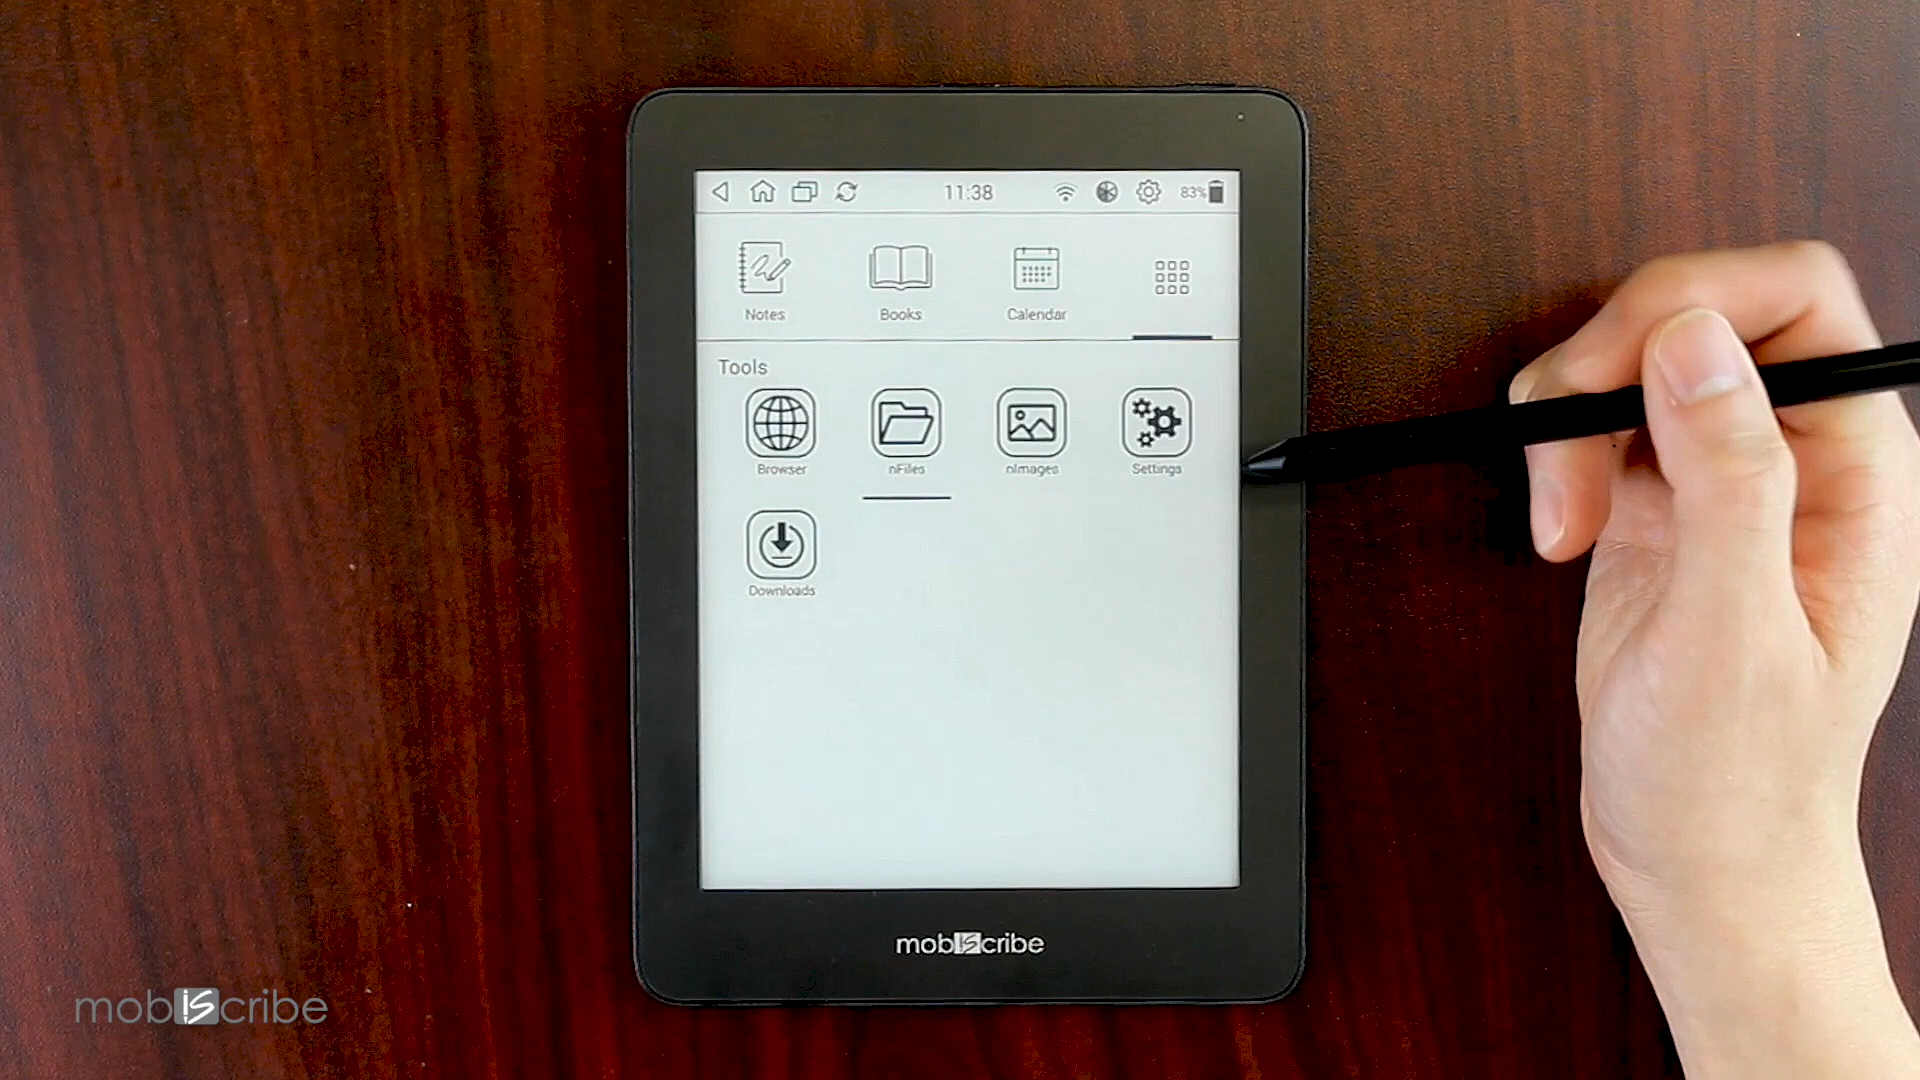 11:38 83%
Notes Books Calendar
Tools
Browser nFiles nImages Settings
Downloads
mobiscribe
mobiscribe